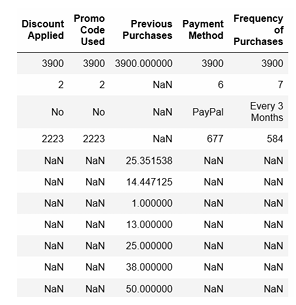 Discount Applied Promo Code Used Previous Purchases Payment Method Frequency of Purchases
3900 3900 3900.000000 3900 3900
2 2 NaN 6 7
No No NaN PayPal Every 3 Months
2223 2223 NaN 677 584
NaN NaN 25.351538 NaN NaN
NaN NaN 14.447125 NaN NaN
NaN NaN 1.000000 NaN NaN
NaN NaN 13.000000 NaN NaN
NaN NaN 25.000000 NaN NaN
NaN NaN 38.000000 NaN NaN
NaN NaN 50.000000 NaN NaN